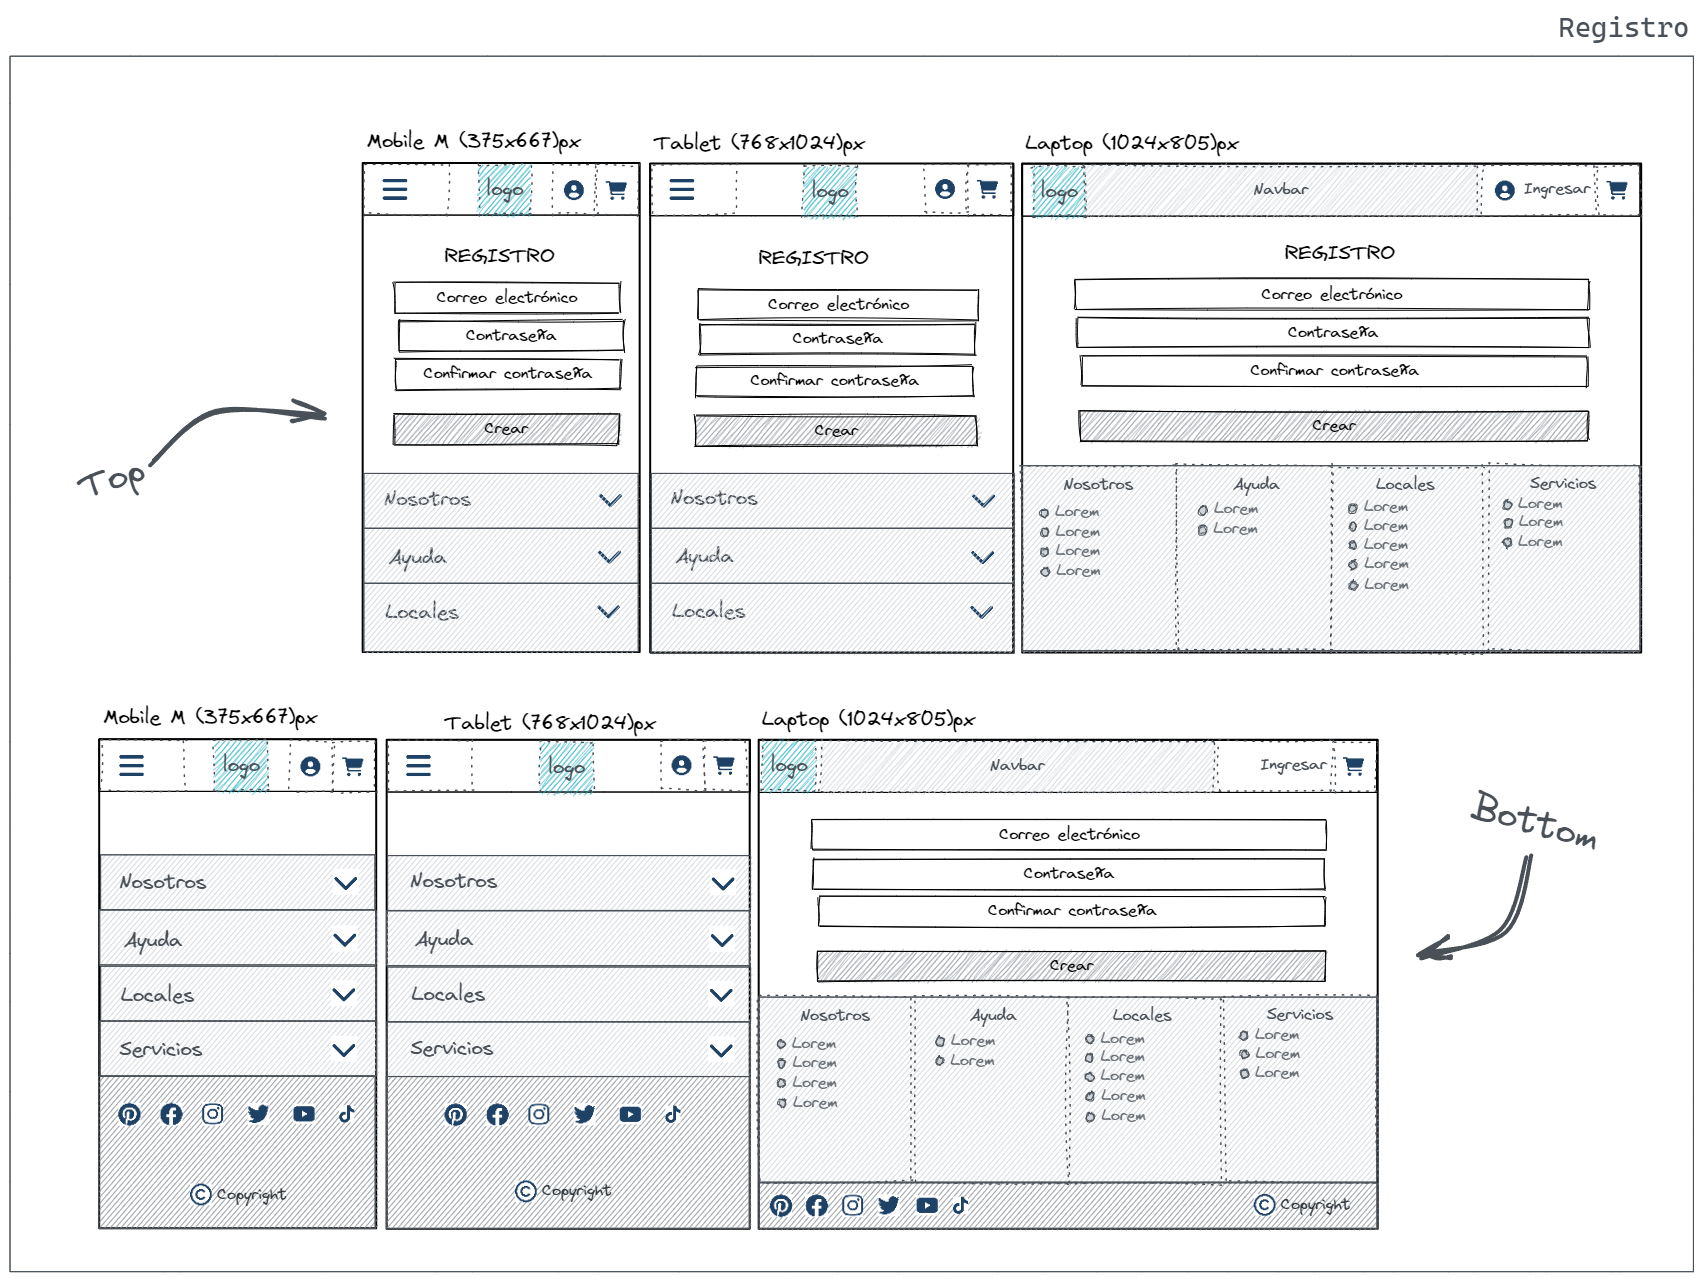 Registro
Mobile M (375x667)px
logo
REGISTRO
Correo electrónico
Contraseña
Confirmar contraseña
Crear
Nosotros
Ayuda
Locales
Tablet (768x1024)px
logo
REGISTRO
Correo electrónico
Contraseña
Confirmar contraseña
Crear
Nosotros
Ayuda
Locales
Laptop (1024x805)px
logo
Navbar
Ingresar
REGISTRO
Correo electrónico
Contraseña
Confirmar contraseña
Crear
Nosotros
Lorem
Lorem
Lorem
Lorem
Ayuda
Lorem
Lorem
Locales
Lorem
Lorem
Lorem
Lorem
Lorem
Servicios
Lorem
Lorem
Lorem
Top
Mobile M (375x667)px
logo
Nosotros
Ayuda
Locales
Servicios
© Copyright
Tablet (768x1024)px
logo
Nosotros
Ayuda
Locales
Servicios
© Copyright
Laptop (1024x805)px
logo
Navbar
Ingresar
Correo electrónico
Contraseña
Confirmar contraseña
Crear
Nosotros
Lorem
Lorem
Lorem
Lorem
Ayuda
Lorem
Lorem
Locales
Lorem
Lorem
Lorem
Lorem
Lorem
Servicios
Lorem
Lorem
Lorem
© Copyright
Bottom